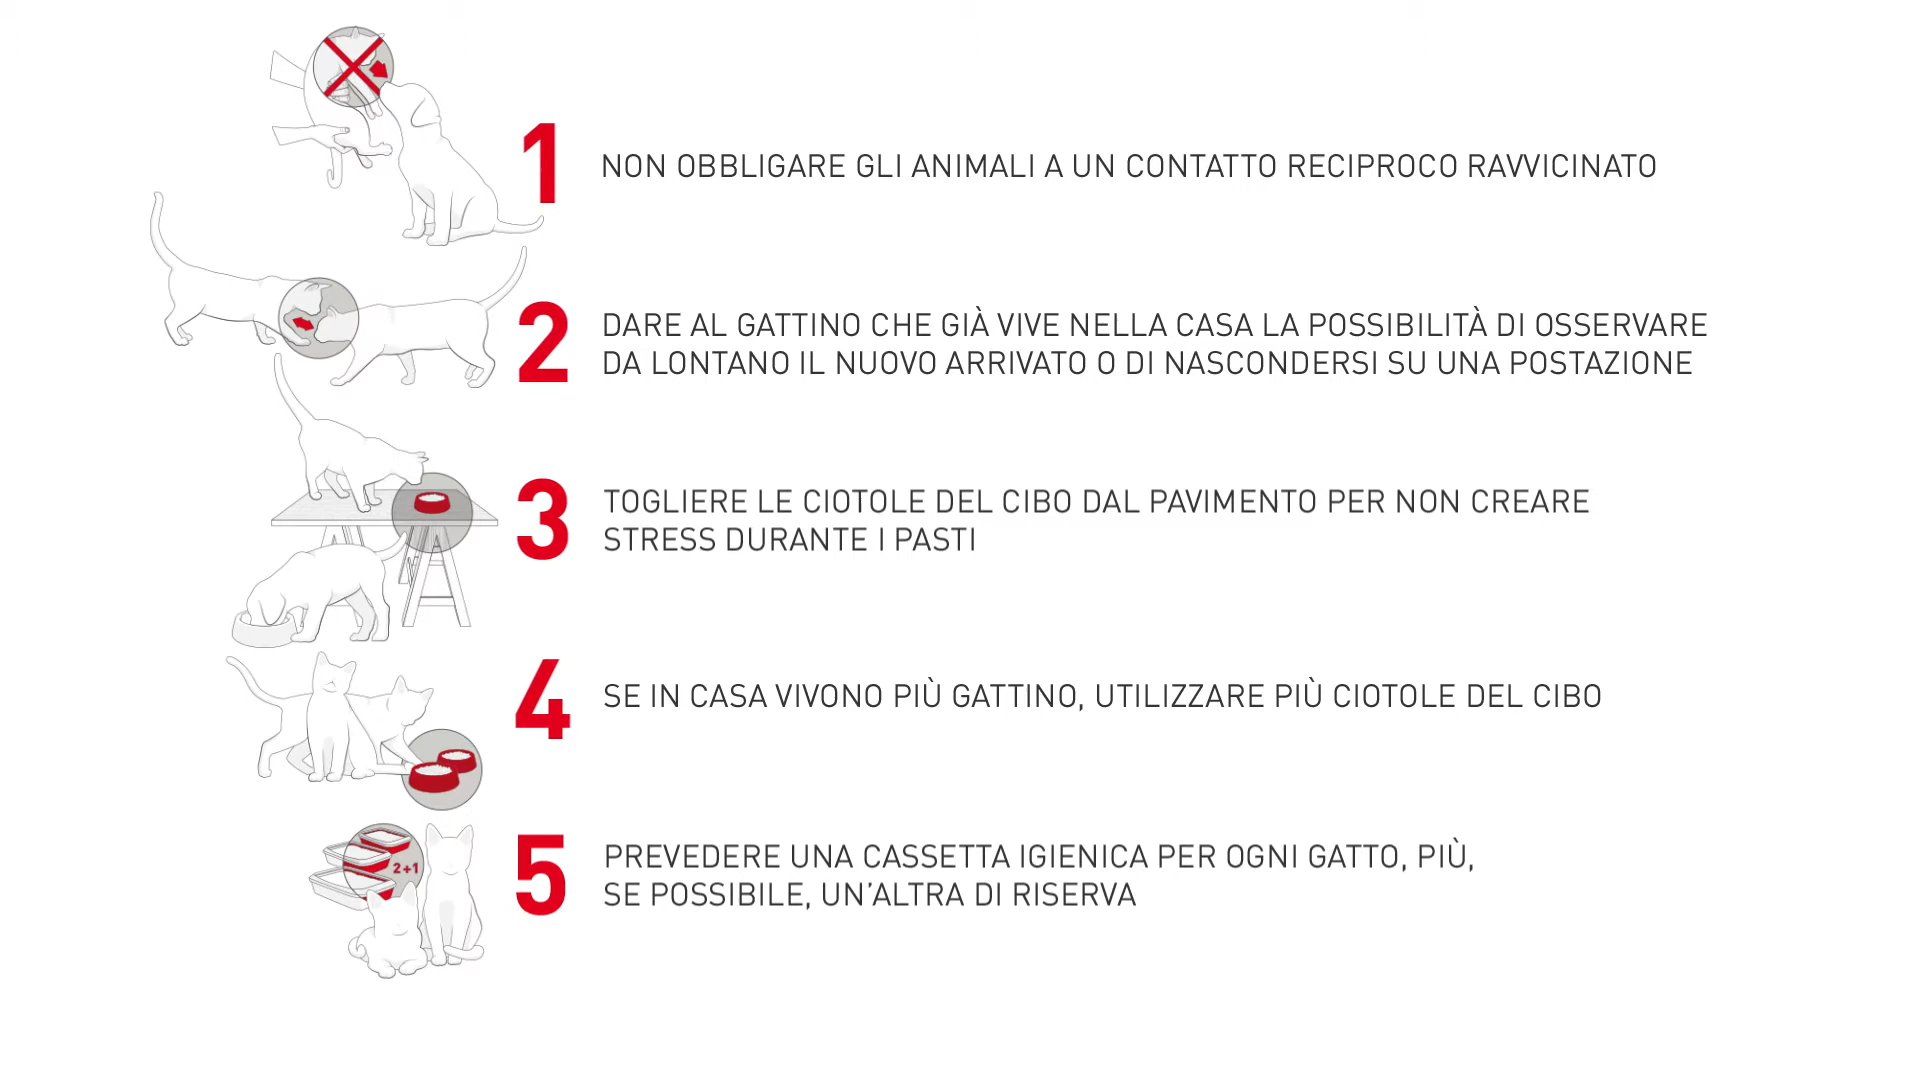 1
NON OBBLIGARE GLI ANIMALI A UN CONTATTO RECIPROCO RAVVICINATO
2
DARE AL GATTINO CHE GIÀ VIVE NELLA CASA LA POSSIBILITÀ DI OSSERVARE
DA LONTANO IL NUOVO ARRIVATO O DI NASCONDERSI SU UNA POSTAZIONE
3
TOGLIERE LE CIOTOLE DEL CIBO DAL PAVIMENTO PER NON CREARE
STRESS DURANTE I PASTI
4
SE IN CASA VIVONO PIÙ GATTINO, UTILIZZARE PIÙ CIOTOLE DEL CIBO
2+1
5
PREVEDERE UNA CASSETTA IGIENICA PER OGNI GATTO, PIÙ,
SE POSSIBILE, UN’ALTRA DI RISERVA